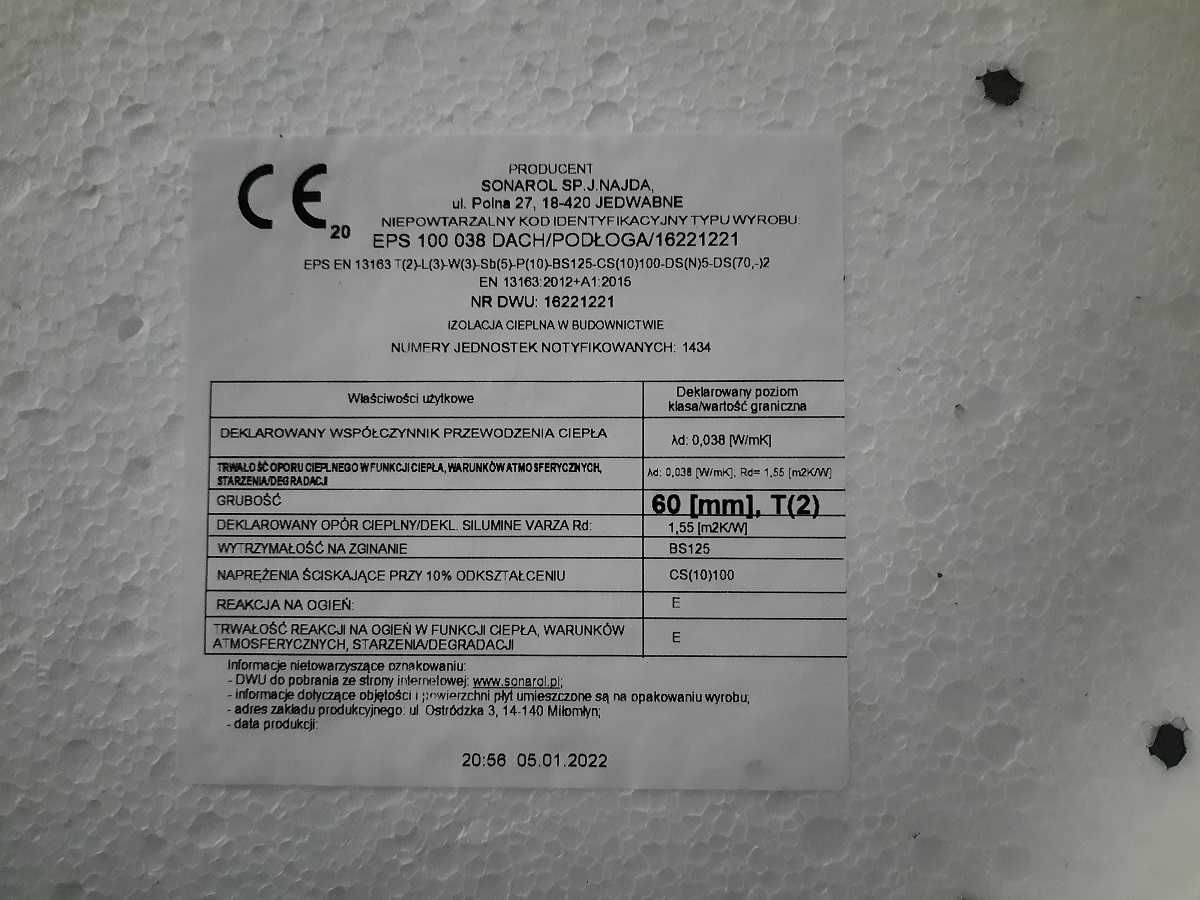 CE
20
PRODUCENT
SONAROL SP.J.NAJDA,
ul. Polna 27, 18-420 JEDWABNE
NIEPOWTARZALNY KOD IDENTYFIKACYJNY TYPU WYROBU:
EPS 100 038 DACH/PODŁOGA/16221221
EPS EN 13163 T(2)-L(3)-W(3)-Sb(5)-P(10)-BS125-CS(10)100-DS(N)5-DS(70,-)2
EN 13163:2012+A1:2015
NR DWU: 16221221
IZOLACJA CIEPLNA W BUDOWNICTWIE
NUMERY JEDNOSTEK NOTYFIKOWANYCH: 1434
Właściwości użytkowe
Deklarowany poziom
klasa/wartość graniczna
DEKLAROWANY WSPÓŁCZYNNIK PRZEWODZENIA CIEPŁA
λd: 0,038 [W/mK]
TRWAŁOŚĆ OPORU CIEPLNEGO W FUNKCJI CIEPŁA, WARUNKÓW ATMOSFERYCZNYCH,
STARZENIA/DEGRADACJI
λd: 0,038 [W/mK], Rd= 1,55 [m2K/W]
GRUBOŚĆ
60 [mm], T(2)
DEKLAROWANY OPÓR CIEPLNY/DEKL. SILUMINE VARZA Rd:
1,55 [m2K/W]
WYTRZYMAŁOŚĆ NA ZGINANIE
BS125
NAPRĘŻENIA ŚCISKAJĄCE PRZY 10% ODKSZTAŁCENIU
CS(10)100
REAKCJA NA OGIEŃ:
E
TRWAŁOŚĆ REAKCJI NA OGIEŃ W FUNKCJI CIEPŁA, WARUNKÓW
ATMOSFERYCZNYCH, STARZENIA/DEGRADACJI
E
Informacje nietowarzyszące oznakowaniu:
- DWU do pobrania ze strony internetowej: www.sonarol.pl;
- informacje dotyczące objętości i powierzchni płyt umieszczone są na opakowaniu wyrobu;
- adres zakładu produkcyjnego: ul Ostródzka 3, 14-140 Miłomłyn;
- data produkcji:
20:56 05.01.2022